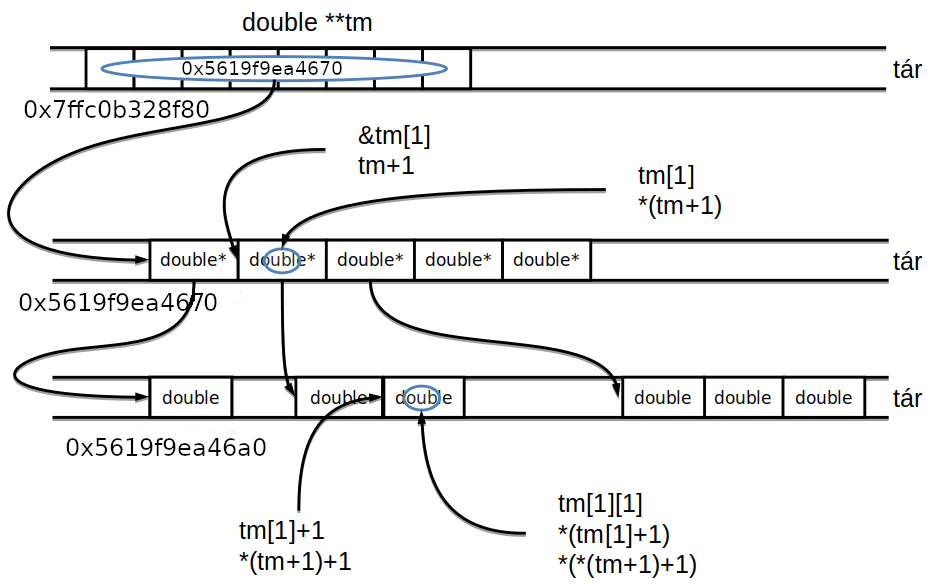 double **tm
0x5619f9ea4670
tár
0x7ffc0b328f80
&tm[1]
tm+1
tm[1]
*(tm+1)
double* double* double* double* double*
tár
0x5619f9ea4670
double double double double double double
tár
0x5619f9ea46a0
tm[1]+1
*(tm+1)+1
tm[1][1]
*(tm[1]+1)
*(*(tm+1)+1)